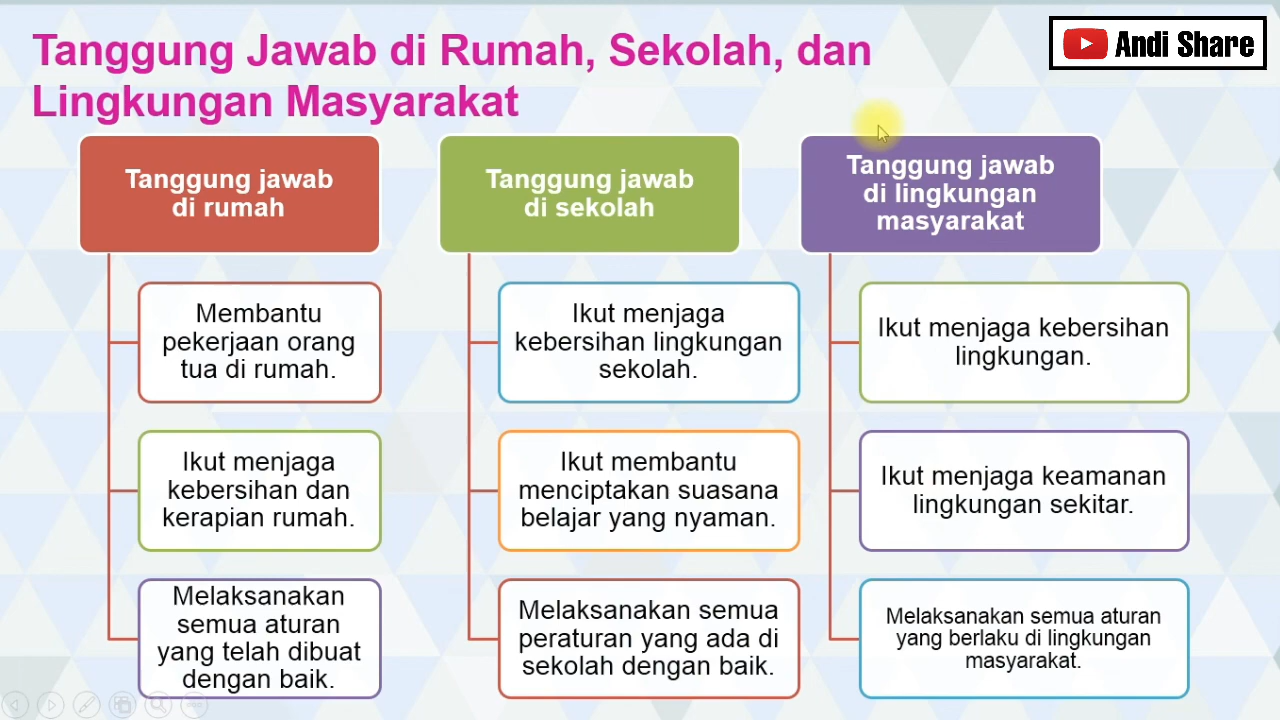 Tanggung Jawab di Rumah, Sekolah, dan
Lingkungan Masyarakat
Andi Share
Tanggung jawab
di rumah
Membantu
pekerjaan orang
tua di rumah.
Ikut menjaga
kebersihan dan
kerapian rumah.
Melaksanakan
semua aturan
yang telah dibuat
dengan baik.
Tanggung jawab
di sekolah
Ikut menjaga
kebersihan lingkungan
sekolah.
Ikut membantu
menciptakan suasana
belajar yang nyaman.
Melaksanakan semua
peraturan yang ada di
sekolah dengan baik.
Tanggung jawab
di lingkungan
masyarakat
Ikut menjaga kebersihan
lingkungan.
Ikut menjaga keamanan
lingkungan sekitar.
Melaksanakan semua aturan
yang berlaku di lingkungan
masyarakat.